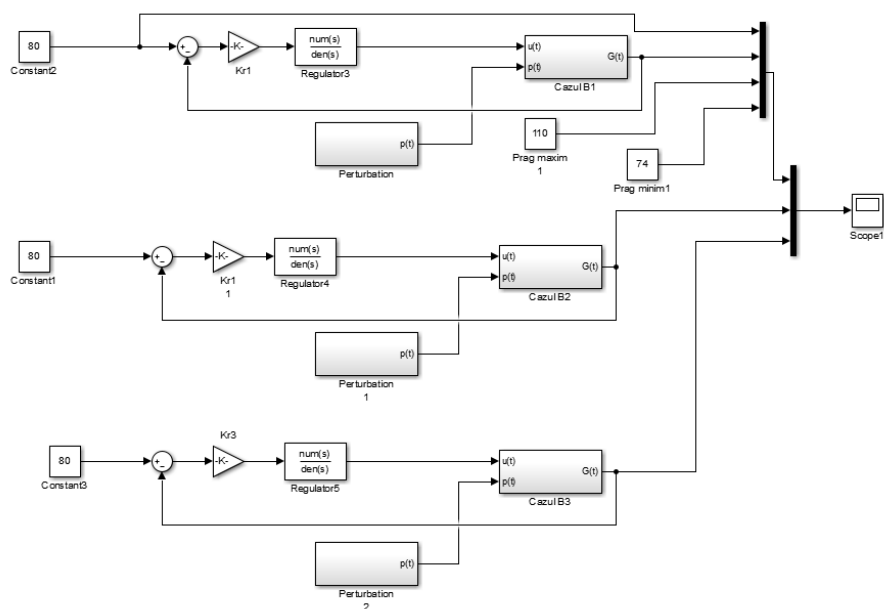 80
Constant2
+
_
-K-
Kr1
num(s)
den(s)
Regulator3
u(t)
p(t)
G(t)
Cazul B1
p(t)
Perturbation
110
Prag maxim
1
74
Prag minim1
Scope1
80
Constant1
+
_
-K-
Kr1
1
num(s)
den(s)
Regulator4
u(t)
p(t)
G(t)
Cazul B2
p(t)
Perturbation
1
80
Constant3
+
_
Kr3
-K-
num(s)
den(s)
Regulator5
u(t)
p(t)
G(t)
Cazul B3
p(t)
Perturbation
2